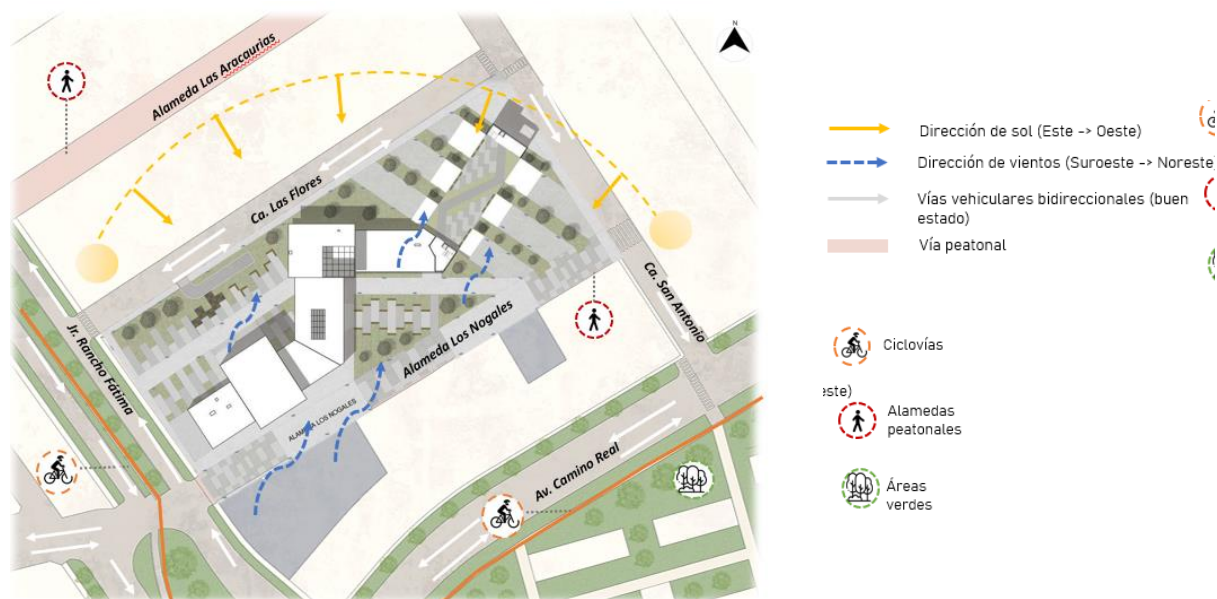 N
Alameda Las Aracaurias
Ca. Las Flores
Jr. Rancho Fátima
Alameda Los Nogales
ALAMEDA LOS NOGALES
Ca. San Antonio
Av. Camino Real
Dirección de sol (Este -> Oeste)
Dirección de vientos (Suroeste -> Noreste)
Vías vehiculares bidireccionales (buen
estado)
Vía peatonal
Ciclovías
este)
Alamedas
peatonales
Áreas
verdes